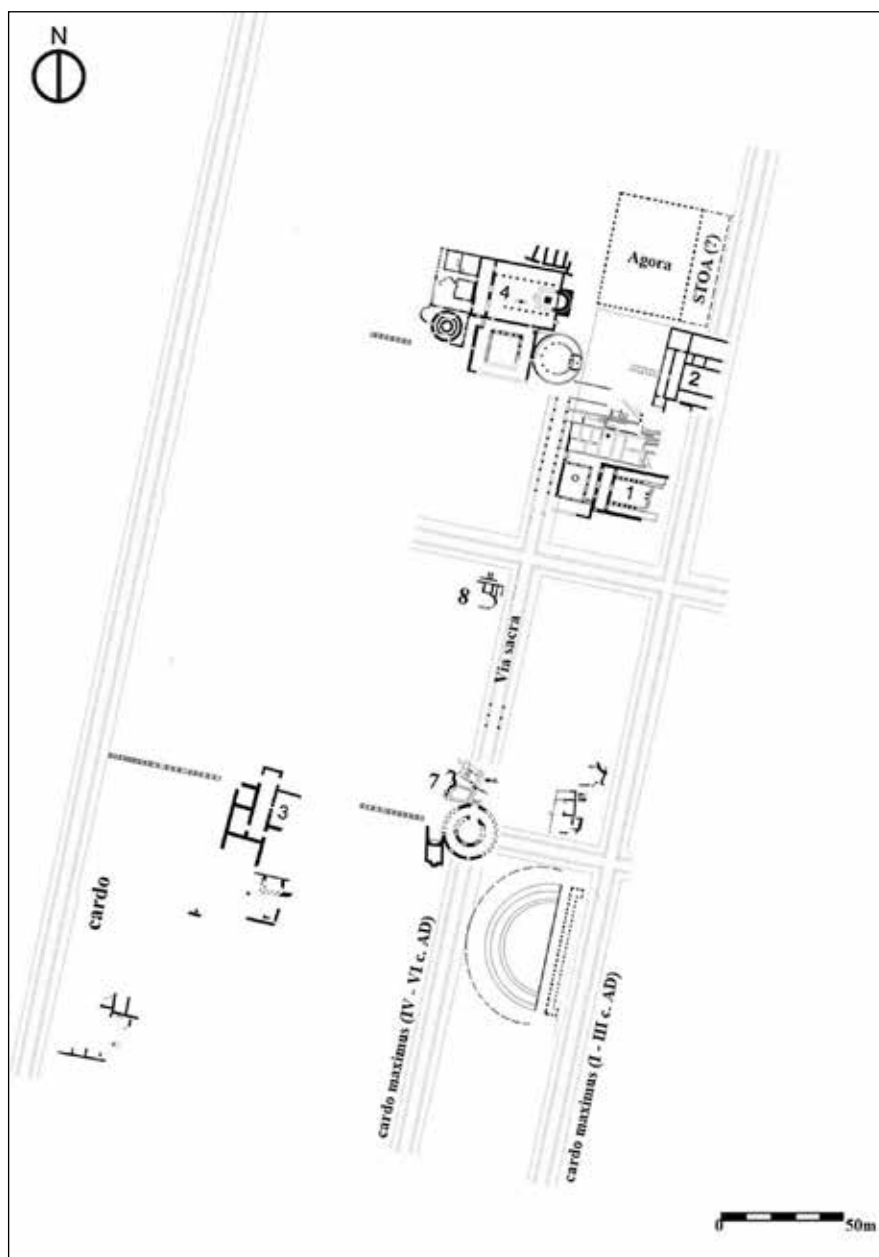 N
Agora
STOA (?)
4
2
1
8
Via sacra
7
3
cardo
cardo maximus (IV - VI c. AD)
cardo maximus (I - III c. AD)
0 50m